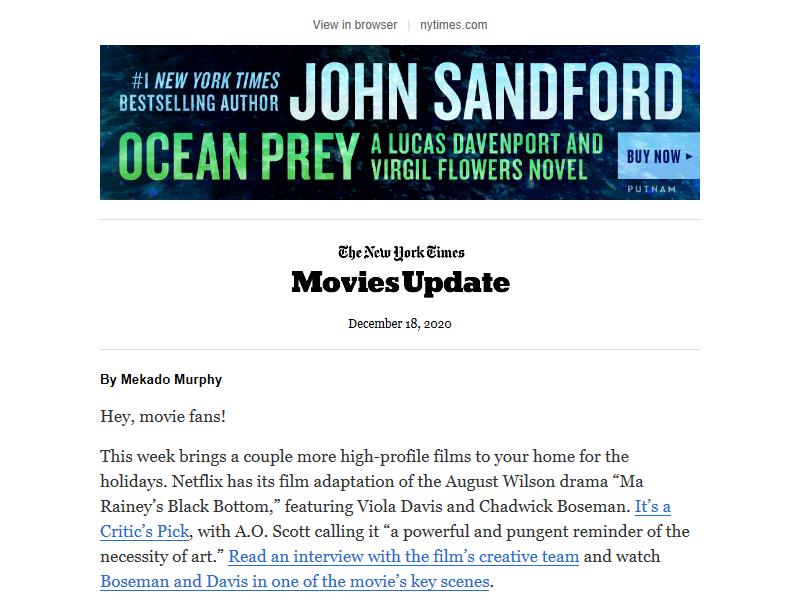 View in browser | nytimes.com
#1 NEW YORK TIMES
BESTSELLING AUTHOR
JOHN SANDFORD
OCEAN PREY
A LUCAS DAVENPORT AND
VIRGIL FLOWERS NOVEL
BUY NOW ►
PUTNAM
The New York Times
Movies Update
December 18, 2020
By Mekado Murphy
Hey, movie fans!
This week brings a couple more high-profile films to your home for the
holidays. Netflix has its film adaptation of the August Wilson drama “Ma
Rainey’s Black Bottom,” featuring Viola Davis and Chadwick Boseman. It’s a
Critic’s Pick, with A.O. Scott calling it “a powerful and pungent reminder of the
necessity of art.” Read an interview with the film’s creative team and watch
Boseman and Davis in one of the movie’s key scenes.